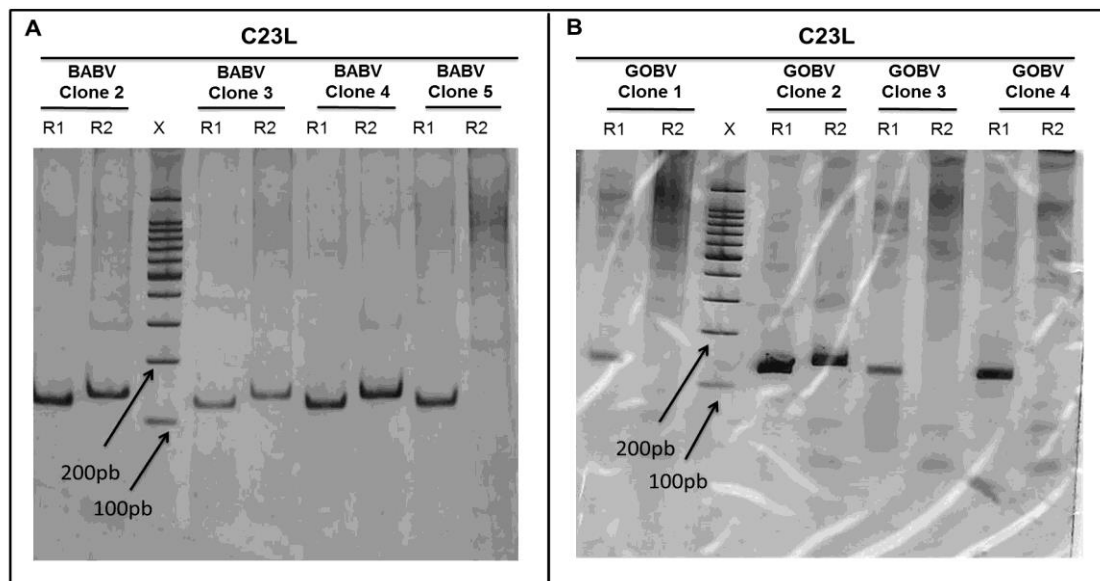 A
C23L
BABV
Clone 2
BABV
Clone 3
BABV
Clone 4
BABV
Clone 5
R1 R2 X R1 R2 R1 R2 R1 R2
200pb
100pb
B
C23L
GOBV
Clone 1
GOBV
Clone 2
GOBV
Clone 3
GOBV
Clone 4
R1 R2 X R1 R2 R1 R2 R1 R2
200pb
100pb